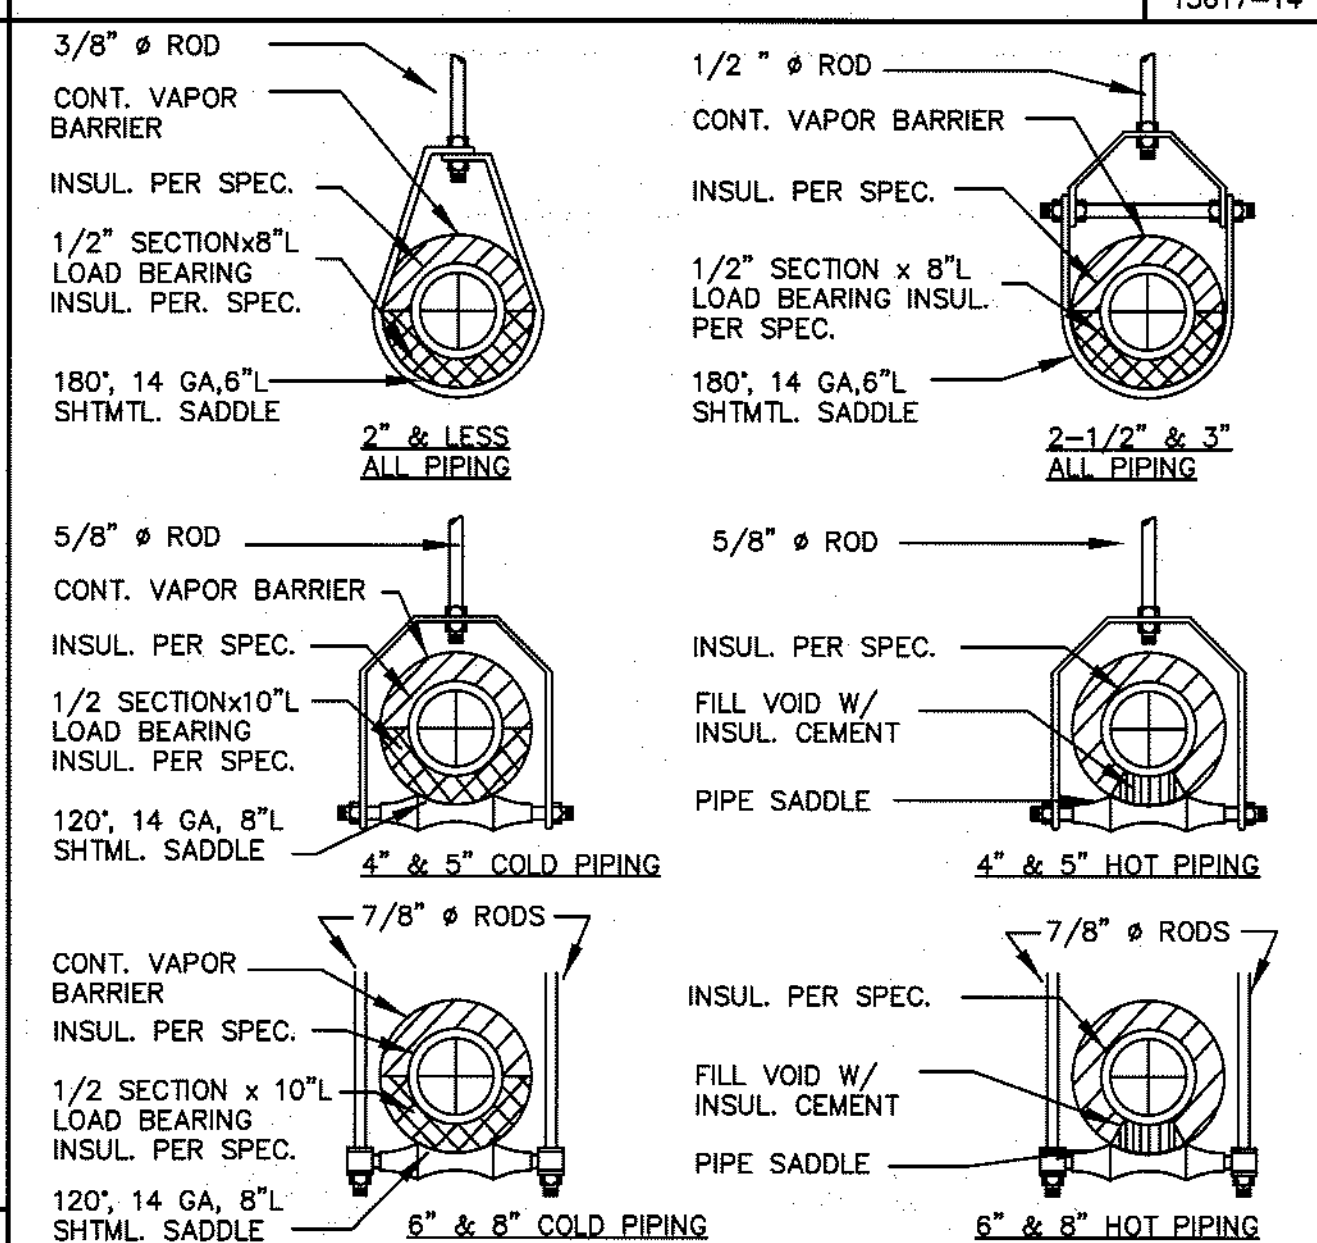 3/8" ø ROD
CONT. VAPOR
BARRIER
INSUL. PER SPEC.
1/2" SECTIONx8"L
LOAD BEARING
INSUL. PER. SPEC.
180°, 14 GA,6"L
SHTMTL. SADDLE
2" & LESS
ALL PIPING
1/2 " ø ROD
CONT. VAPOR BARRIER
INSUL. PER SPEC.
1/2" SECTION x 8"L
LOAD BEARING INSUL.
PER SPEC.
180°, 14 GA,6"L
SHTMTL. SADDLE
2-1/2" & 3"
ALL PIPING
5/8" ø ROD
CONT. VAPOR BARRIER
INSUL. PER SPEC.
1/2 SECTIONx10"L
LOAD BEARING
INSUL. PER SPEC.
120°, 14 GA, 8"L
SHTML. SADDLE
4" & 5" COLD PIPING
5/8" ø ROD
INSUL. PER SPEC.
FILL VOID W/
INSUL. CEMENT
PIPE SADDLE
4" & 5" HOT PIPING
7/8" ø RODS
CONT. VAPOR
BARRIER
INSUL. PER SPEC.
1/2 SECTION x 10"L
LOAD BEARING
INSUL. PER SPEC.
120°, 14 GA, 8"L
SHTML. SADDLE
6" & 8" COLD PIPING
7/8" ø RODS
INSUL. PER SPEC.
FILL VOID W/
INSUL. CEMENT
PIPE SADDLE
6" & 8" HOT PIPING